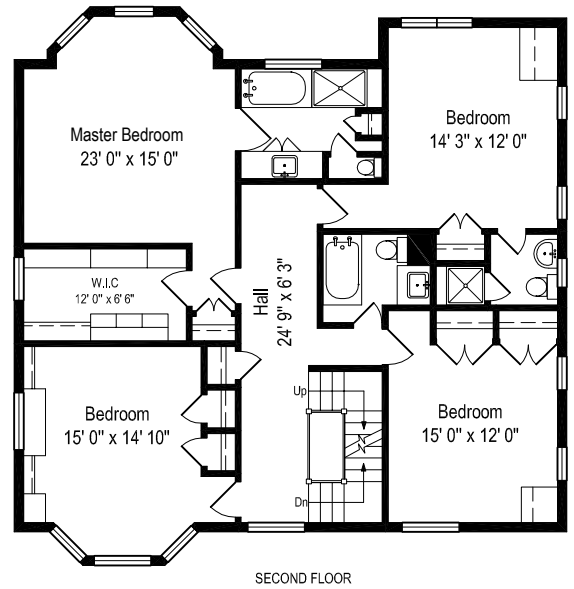 Master Bedroom
23' 0" x 15' 0"
Bedroom
14' 3" x 12' 0"
W.I.C
12' 0" x 6' 6"
Hall
24' 9" x 6' 3"
Bedroom
15' 0" x 14' 10"
Up
Dn
Bedroom
15' 0" x 12' 0"
SECOND FLOOR